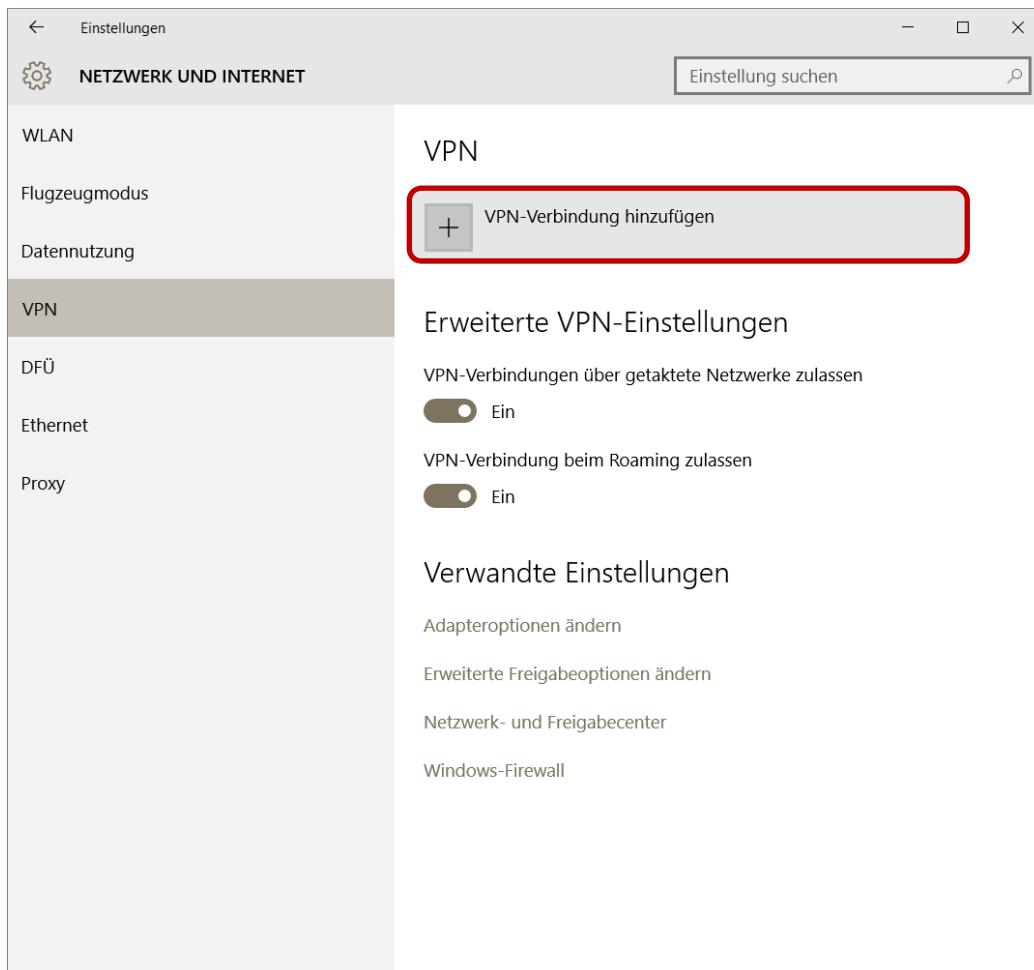 Einstellungen
NETZWERK UND INTERNET
Einstellung suchen
WLAN
Flugzeugmodus
Datennutzung
VPN
DFÜ
Ethernet
Proxy
VPN
VPN-Verbindung hinzufügen
Erweiterte VPN-Einstellungen
VPN-Verbindungen über getaktete Netzwerke zulassen
Ein
VPN-Verbindung beim Roaming zulassen
Ein
Verwandte Einstellungen
Adapteroptionen ändern
Erweiterte Freigabeoptionen ändern
Netzwerk- und Freigabecenter
Windows-Firewall